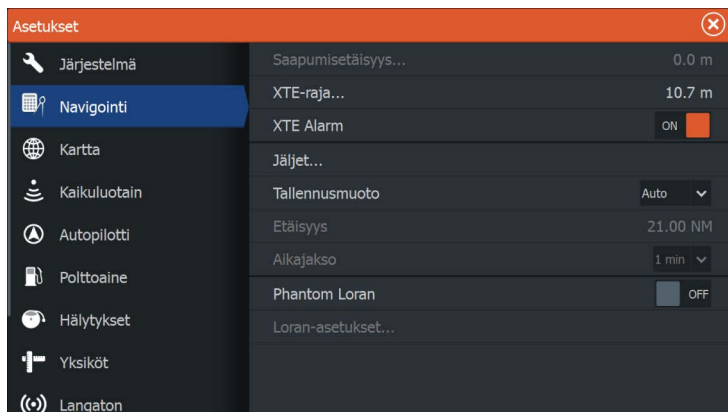 Asetukset
Järjestelmä
Navigointi
Kartta
Kaikuluotain
Autopilotti
Polttoaine
Hälytykset
Yksiköt
Langaton
Saapumisetäisyys... 0.0 m
XTE-raja... 10.7 m
XTE Alarm ON
Jäljet...
Tallennusmuoto Auto
Etäisyys 21.00 NM
Aikajakso 1 min
Phantom Loran OFF
Loran-asetukset...